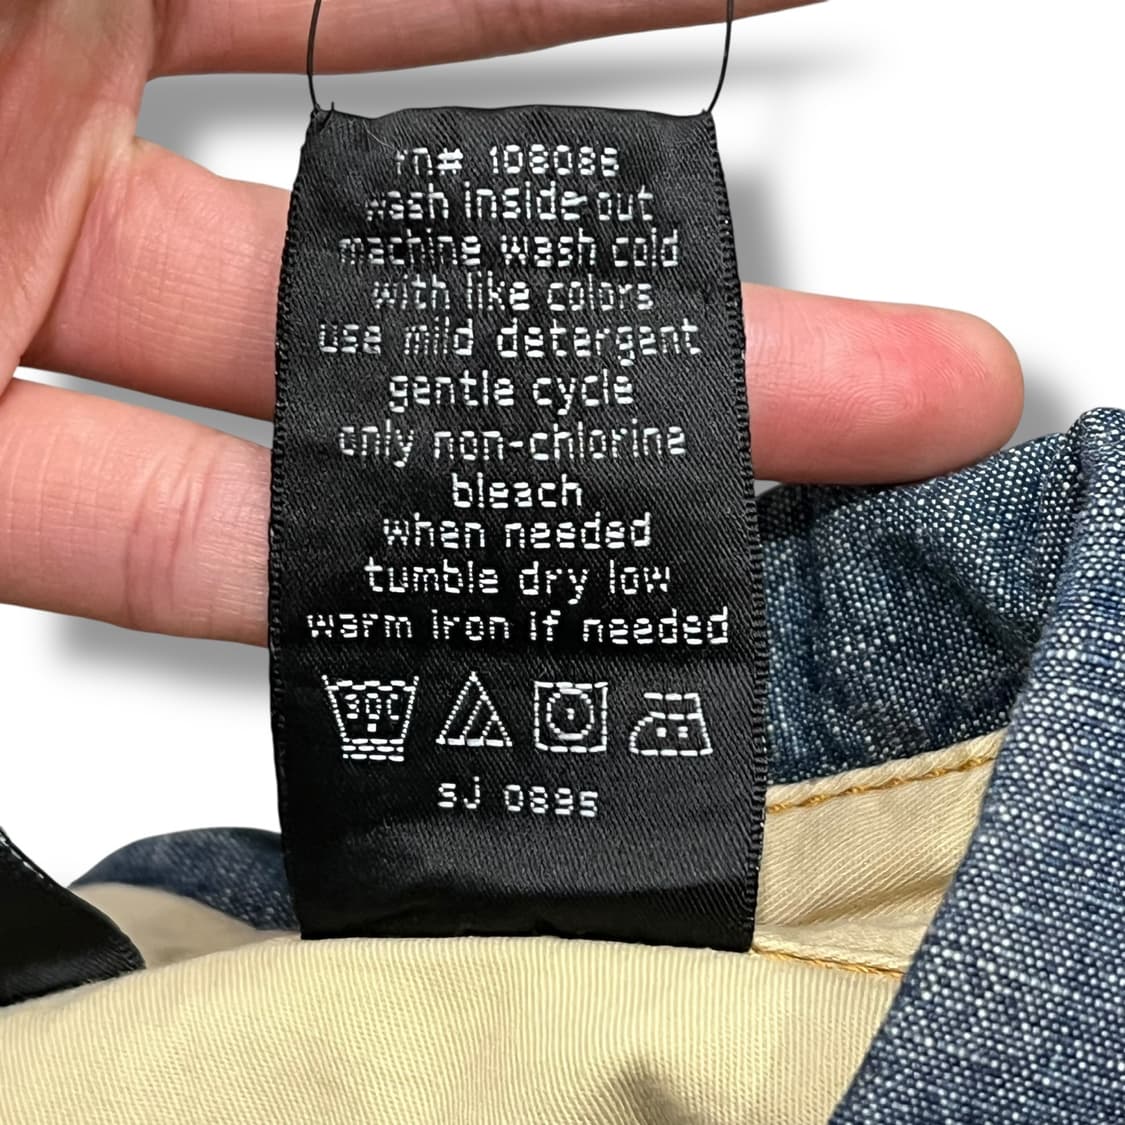 rn# 108088
wash inside out
machine wash cold
with like colors
use mild detergent
gentle cycle
only non-chlorine
bleach
when needed
tumble dry low
warm iron if needed
30c
sj 0895